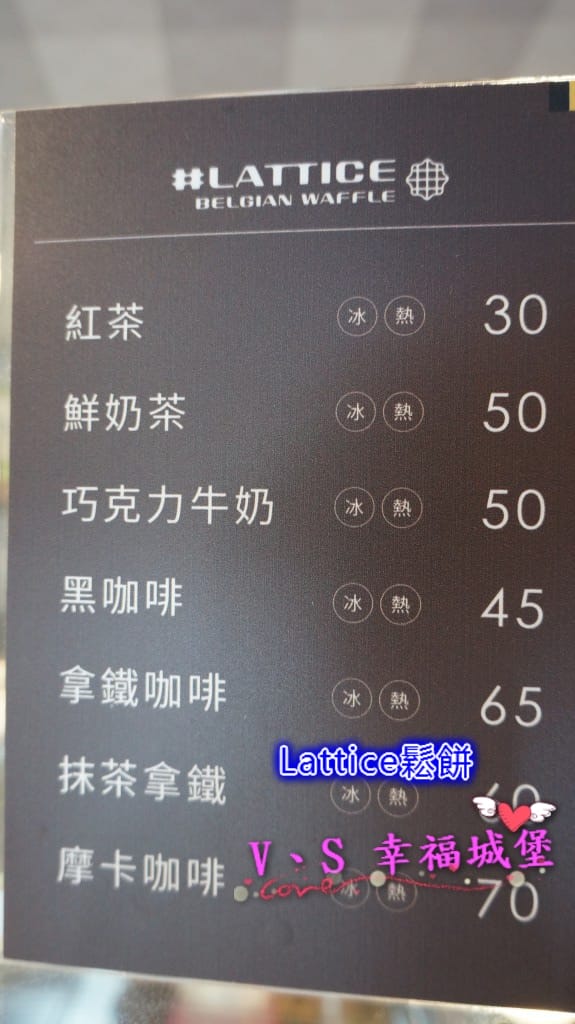 #LATTICE
BELGIAN WAFFLE
紅茶 冰 熱 30
鮮奶茶 冰 熱 50
巧克力牛奶 冰 熱 50
黑咖啡 冰 熱 45
拿鐵咖啡 冰 熱 65
Lattice鬆餅
抹茶拿鐵 冰 熱 60
V、S 幸福城堡
Love
摩卡咖啡 冰 熱 70